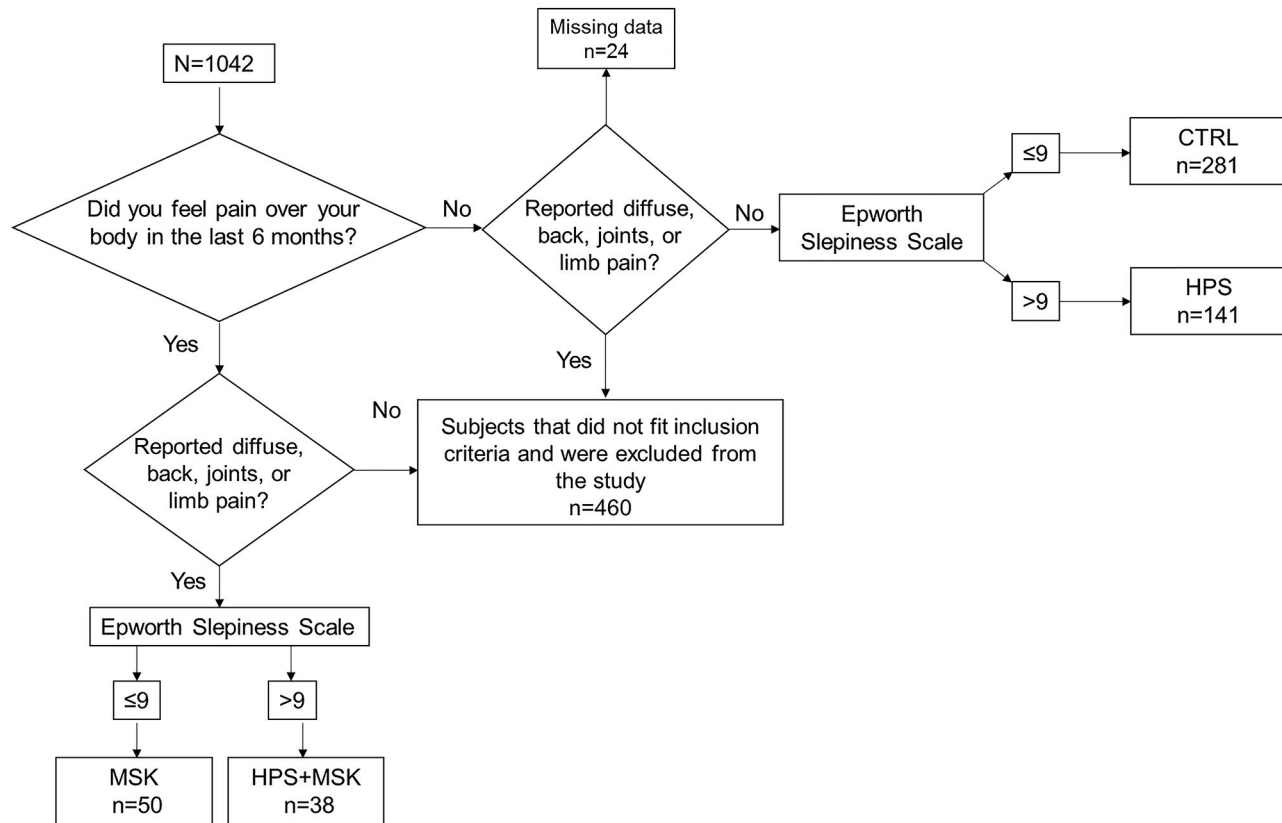 Missing data
n=24
N=1042
Did you feel pain over your
body in the last 6 months?
No
Reported diffuse,
back, joints, or
limb pain?
No
Epworth
Slepiness Scale
≤9
CTRL
n=281
>9
HPS
n=141
Yes
Yes
Reported diffuse,
back, joints, or
limb pain?
No
Subjects that did not fit inclusion
criteria and were excluded from
the study
n=460
Yes
Epworth Slepiness Scale
≤9
>9
MSK
n=50
HPS+MSK
n=38